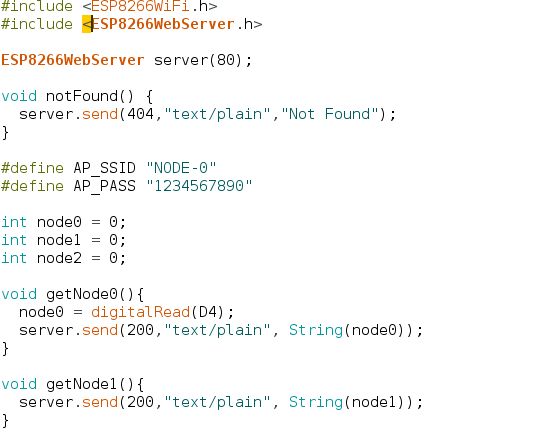 #include <ESP8266WiFi.h>
#include <ESP8266WebServer.h>
ESP8266WebServer server(80);
void notFound() {
  server.send(404,"text/plain","Not Found");
}
#define AP_SSID "NODE-0"
#define AP_PASS "1234567890"
int node0 = 0;
int node1 = 0;
int node2 = 0;
void getNode0(){
  node0 = digitalRead(D4);
  server.send(200,"text/plain", String(node0));
}
void getNode1(){
  server.send(200,"text/plain", String(node1));
}